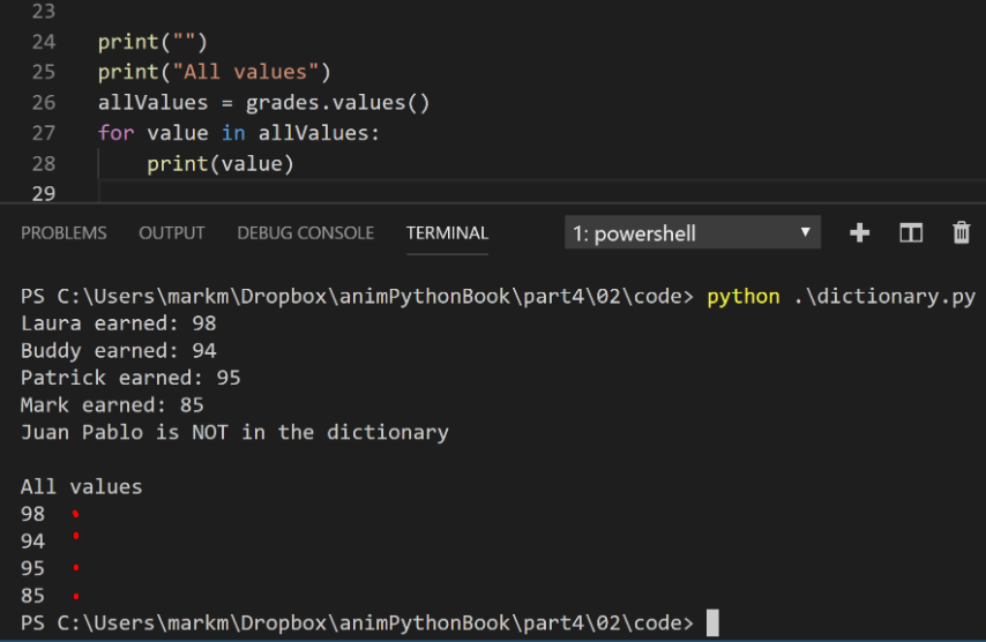 23
24 print("")
25 print("All values")
26 allValues = grades.values()
27 for value in allValues:
28     print(value)
29
PROBLEMS OUTPUT DEBUG CONSOLE TERMINAL 1: powershell
PS C:\Users\markm\Dropbox\animPythonBook\part4\02\code> python .\dictionary.py
Laura earned: 98
Buddy earned: 94
Patrick earned: 95
Mark earned: 85
Juan Pablo is NOT in the dictionary
All values
98
94
95
85
PS C:\Users\markm\Dropbox\animPythonBook\part4\02\code>